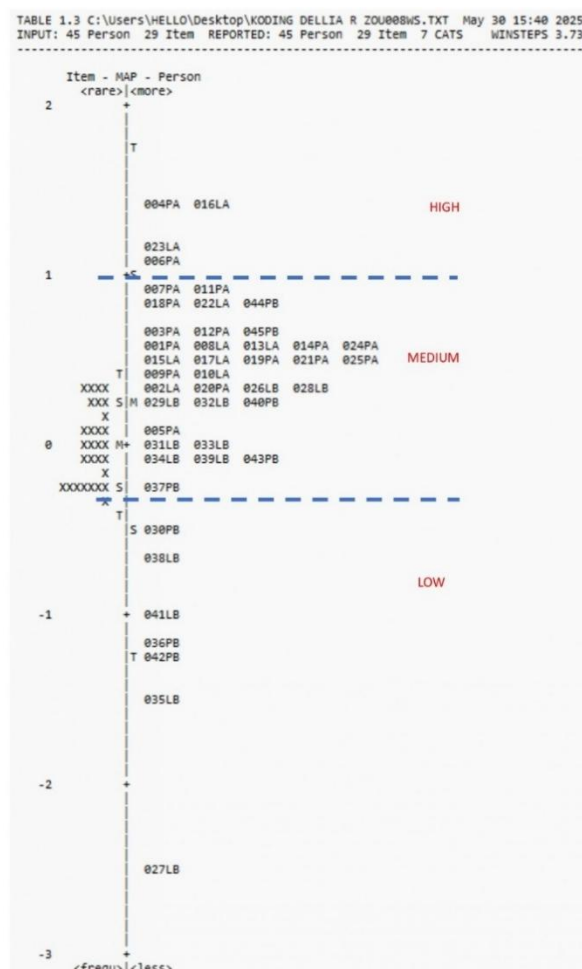 TABLE 1.3 C:\Users\HELLO\Desktop\KODING DELLIA R ZOU008WS.TXT May 30 15:40 2025
INPUT: 45 Person 29 Item REPORTED: 45 Person 29 Item 7 CATS WINSTEPS 3.73
Item - MAP - Person
<rare>|<more>
2 +
T
004PA 016LA HIGH
023LA
006PA
1 +S
007PA 011PA
018PA 022LA 044PB
003PA 012PA 045PB
001PA 008LA 013LA 014PA 024PA
015LA 017LA 019PA 021PA 025PA MEDIUM
T| 009PA 010LA
XXXX | 002LA 020PA 026LB 028LB
XXX S|M 029LB 032LB 040PB
X |
XXXX | 005PA
0 XXXX M+ 031LB 033LB
XXXX | 034LB 039LB 043PB
X |
XXXXXXX S| 037PB
X
T|
|S 030PB
038LB
LOW
-1 + 041LB
036PB
|T 042PB
035LB
-2 +
027LB
-3 +
<frequ>|<less>